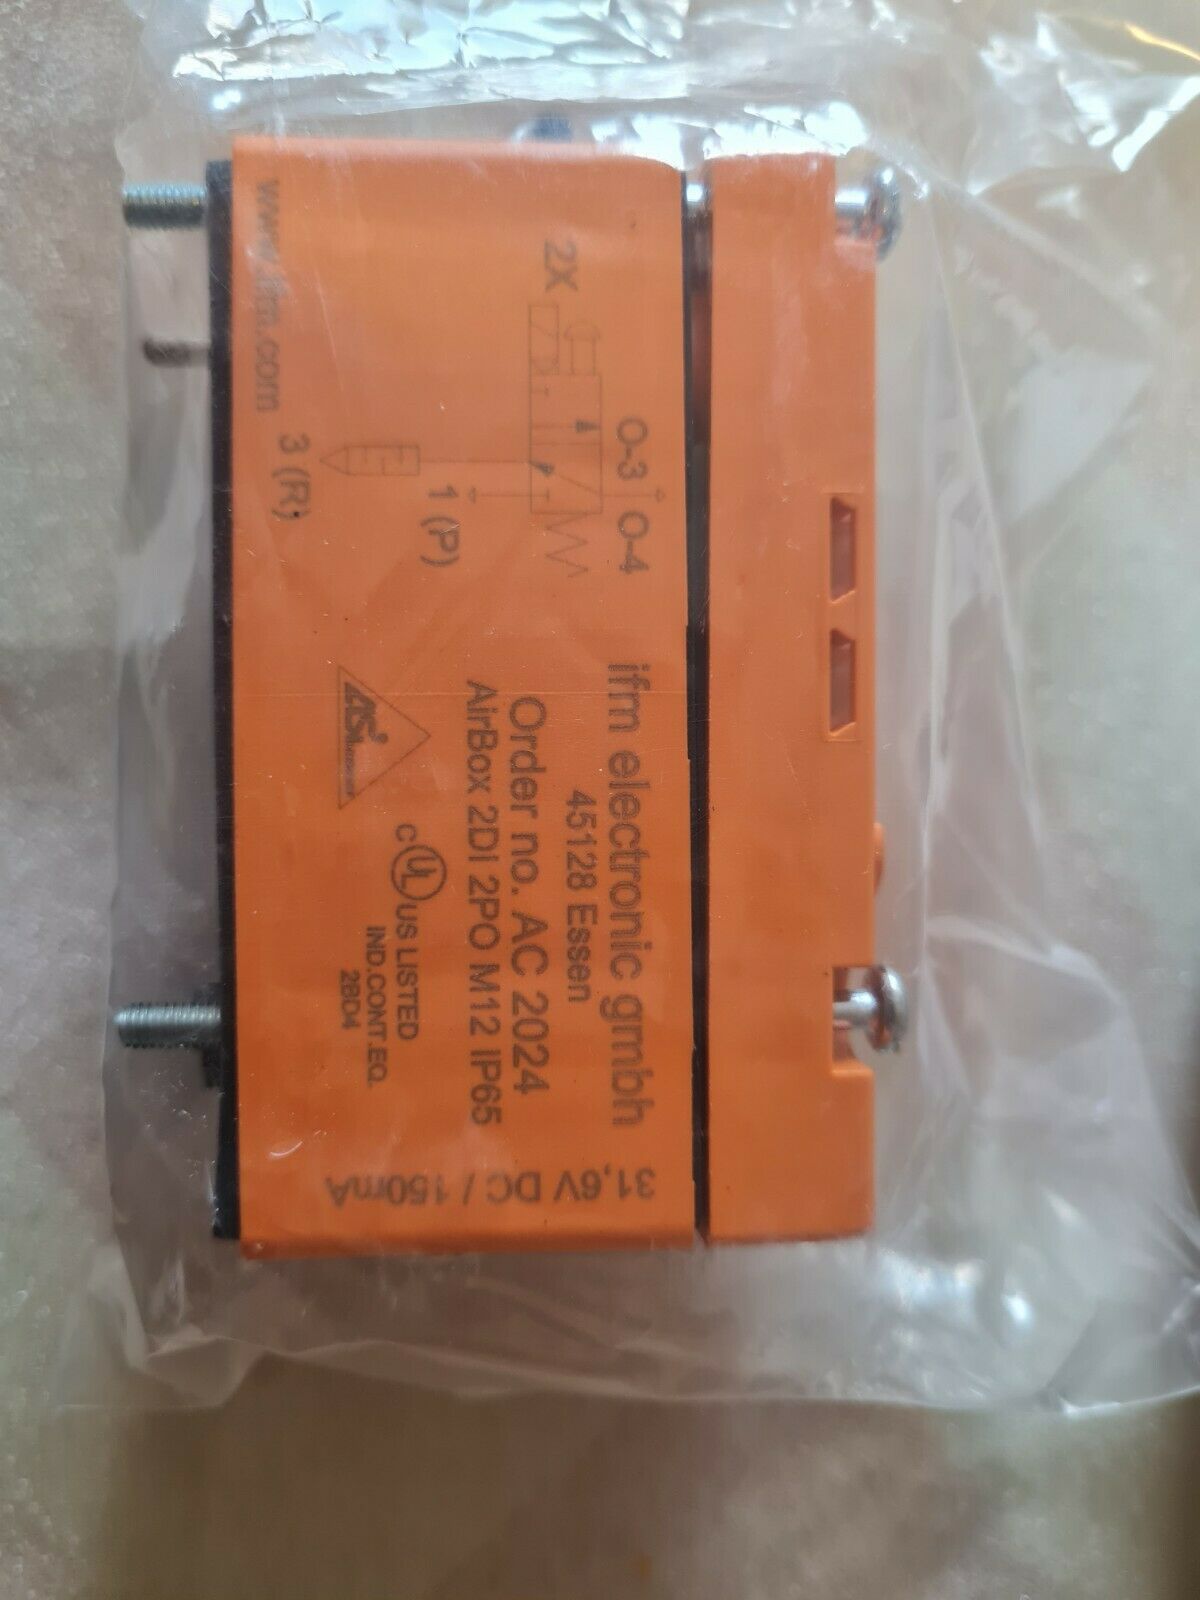 ifm electronic gmbh
45128 Essen
Order no. AC 2024
AirBox 2DI 2PO M12 IP65
c UL US LISTED
IND.CONT.EQ.
2BD4
31,6V DC / 150mA
2X
O-3 O-4
1 (P)
3 (R)
www.ifm.com